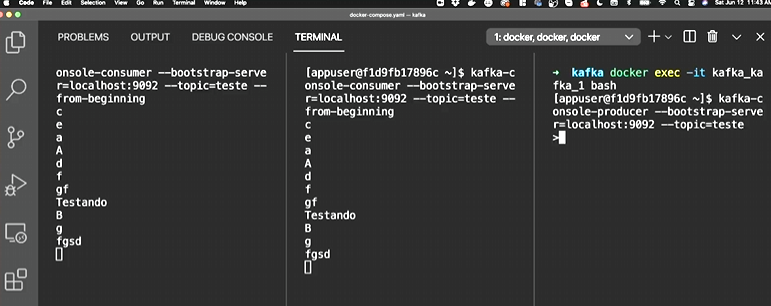 Code File Edit Selection View Go Run Terminal Window Help
Sat Jun 12 11:43 AM
docker-compose.yaml — kafka
PROBLEMS OUTPUT DEBUG CONSOLE TERMINAL
1: docker, docker, docker
onsole-consumer --bootstrap-serve
r=localhost:9092 --topic=teste --
from-beginning
c
e
a
A
d
f
gf
Testando
B
g
fgsd
[appuser@f1d9fb17896c ~]$ kafka-c
onsole-consumer --bootstrap-serve
r=localhost:9092 --topic=teste --
from-beginning
c
e
a
A
d
f
gf
Testando
B
g
fgsd
➜ kafka docker exec -it kafka_ka
fka_1 bash
[appuser@f1d9fb17896c ~]$ kafka-c
onsole-producer --bootstrap-serve
r=localhost:9092 --topic=teste
>